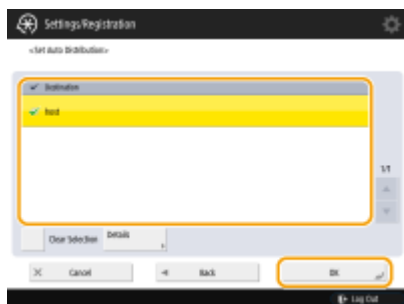 Settings/Registration
<Set Auto Distribution>
Destination
host
1/1
Clear Selection
Details
Cancel
Back
OK
Log Out